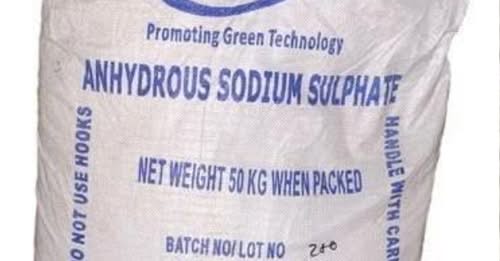 Promoting Green Technology
ANHYDROUS SODIUM SULPHATE
DO NOT USE HOOKS
HANDLE WITH CARE
NET WEIGHT 50 KG WHEN PACKED
BATCH NO/ LOT NO